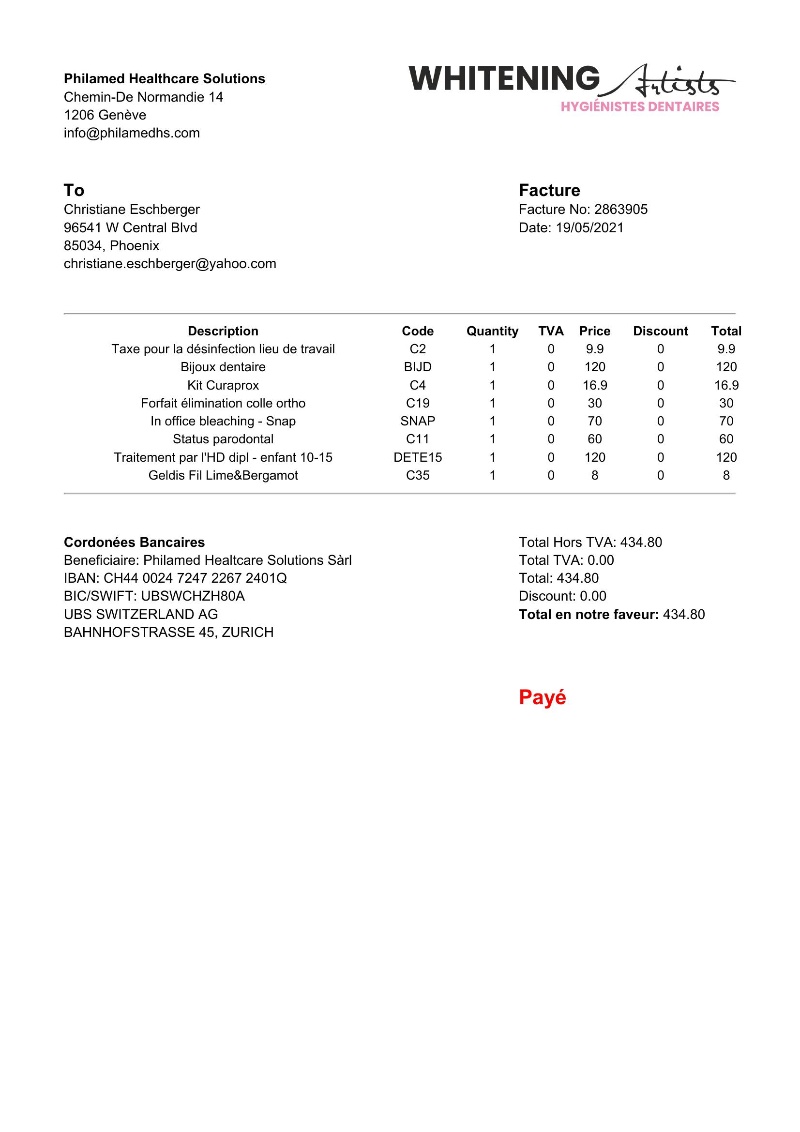 Philamed Healthcare Solutions
Chemin-De Normandie 14
1206 Genève
info@philamedhs.com
WHITENING Artists
HYGIÉNISTES DENTAIRES
To
Christiane Eschberger
96541 W Central Blvd
85034, Phoenix
christiane.eschberger@yahoo.com
Facture
Facture No: 2863905
Date: 19/05/2021
Description Code Quantity TVA Price Discount Total
Taxe pour la désinfection lieu de travail C2 1 0 9.9 0 9.9
Bijoux dentaire BIJD 1 0 120 0 120
Kit Curaprox C4 1 0 16.9 0 16.9
Forfait élimination colle ortho C19 1 0 30 0 30
In office bleaching - Snap SNAP 1 0 70 0 70
Status parodontal C11 1 0 60 0 60
Traitement par l'HD dipl - enfant 10-15 DETE15 1 0 120 0 120
Geldis Fil Lime&Bergamot C35 1 0 8 0 8
Cordonées Bancaires
Beneficiaire: Philamed Healtcare Solutions Sàrl
IBAN: CH44 0024 7247 2267 2401Q
BIC/SWIFT: UBSWCHZH80A
UBS SWITZERLAND AG
BAHNHOFSTRASSE 45, ZURICH
Total Hors TVA: 434.80
Total TVA: 0.00
Total: 434.80
Discount: 0.00
Total en notre faveur: 434.80
Payé